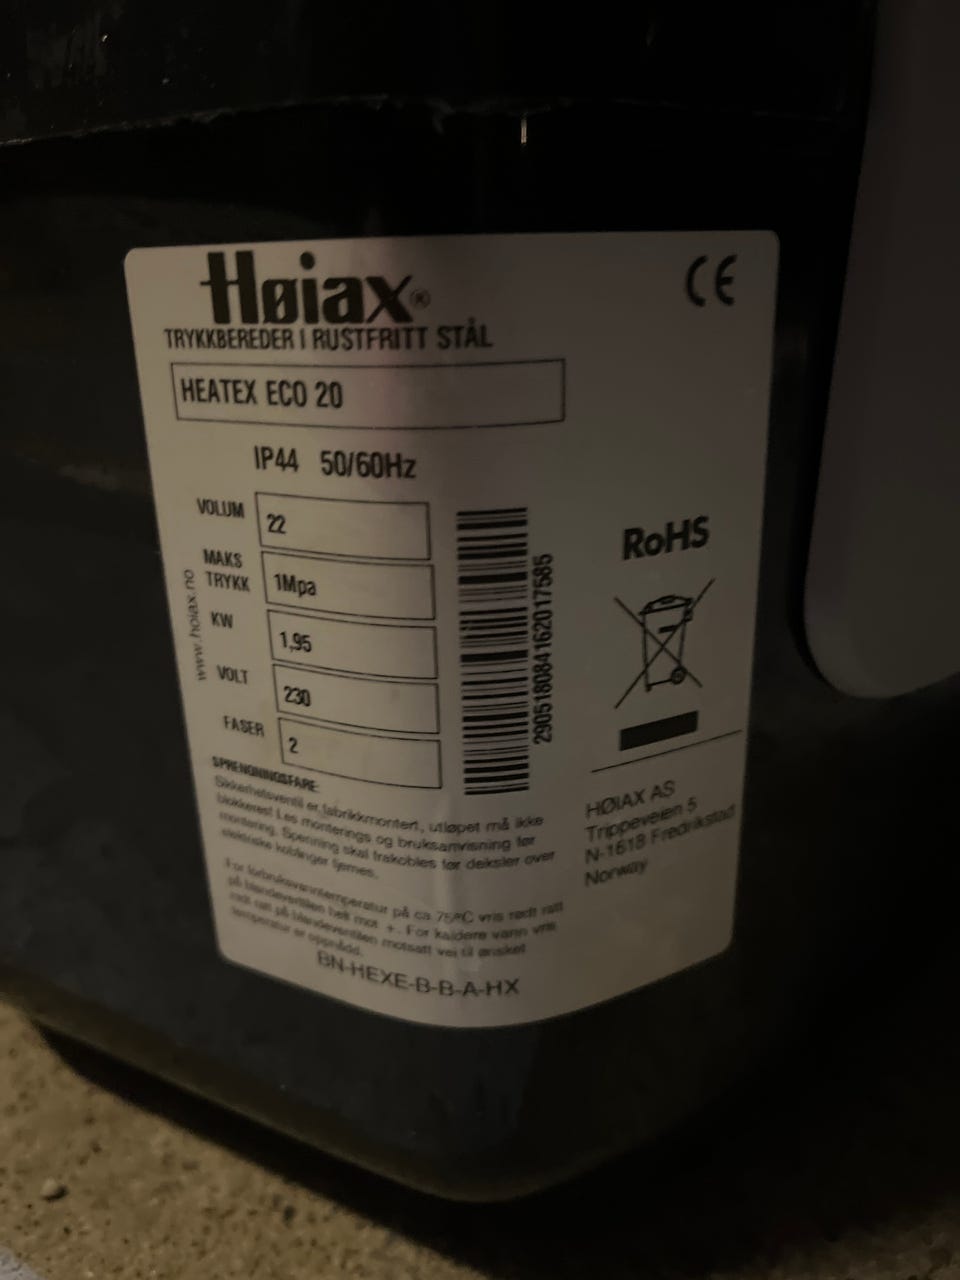 Høiax®
CE
TRYKKBEREDER I RUSTFRITT STÅL
HEATEX ECO 20
IP44 50/60Hz
VOLUM 22
MAKS TRYKK 1Mpa
KW 1,95
VOLT 230
FASER 2
www.hoiax.no
29051808416201 7585
RoHS
SPRENGNINGSFARE:
Sikkerhetsventil er fabrikkmontert, utløpet må ikke
blokkeres! Les monterings og bruksanvisning før
montering. Spenning skal frakobles før deksler over
elektriske koblinger fjernes.
For forbruksvanntemperatur på ca 75ºC vris rødt ratt
på blandeventilen helt mot +. For kaldere vann vris
rødt ratt på blandeventilen motsatt vei til ønsket
temperatur er oppnådd.
BN-HEXE-B-B-A-HX
HØIAX AS
Trippeveien 5
N-1618 Fredrikstad
Norway